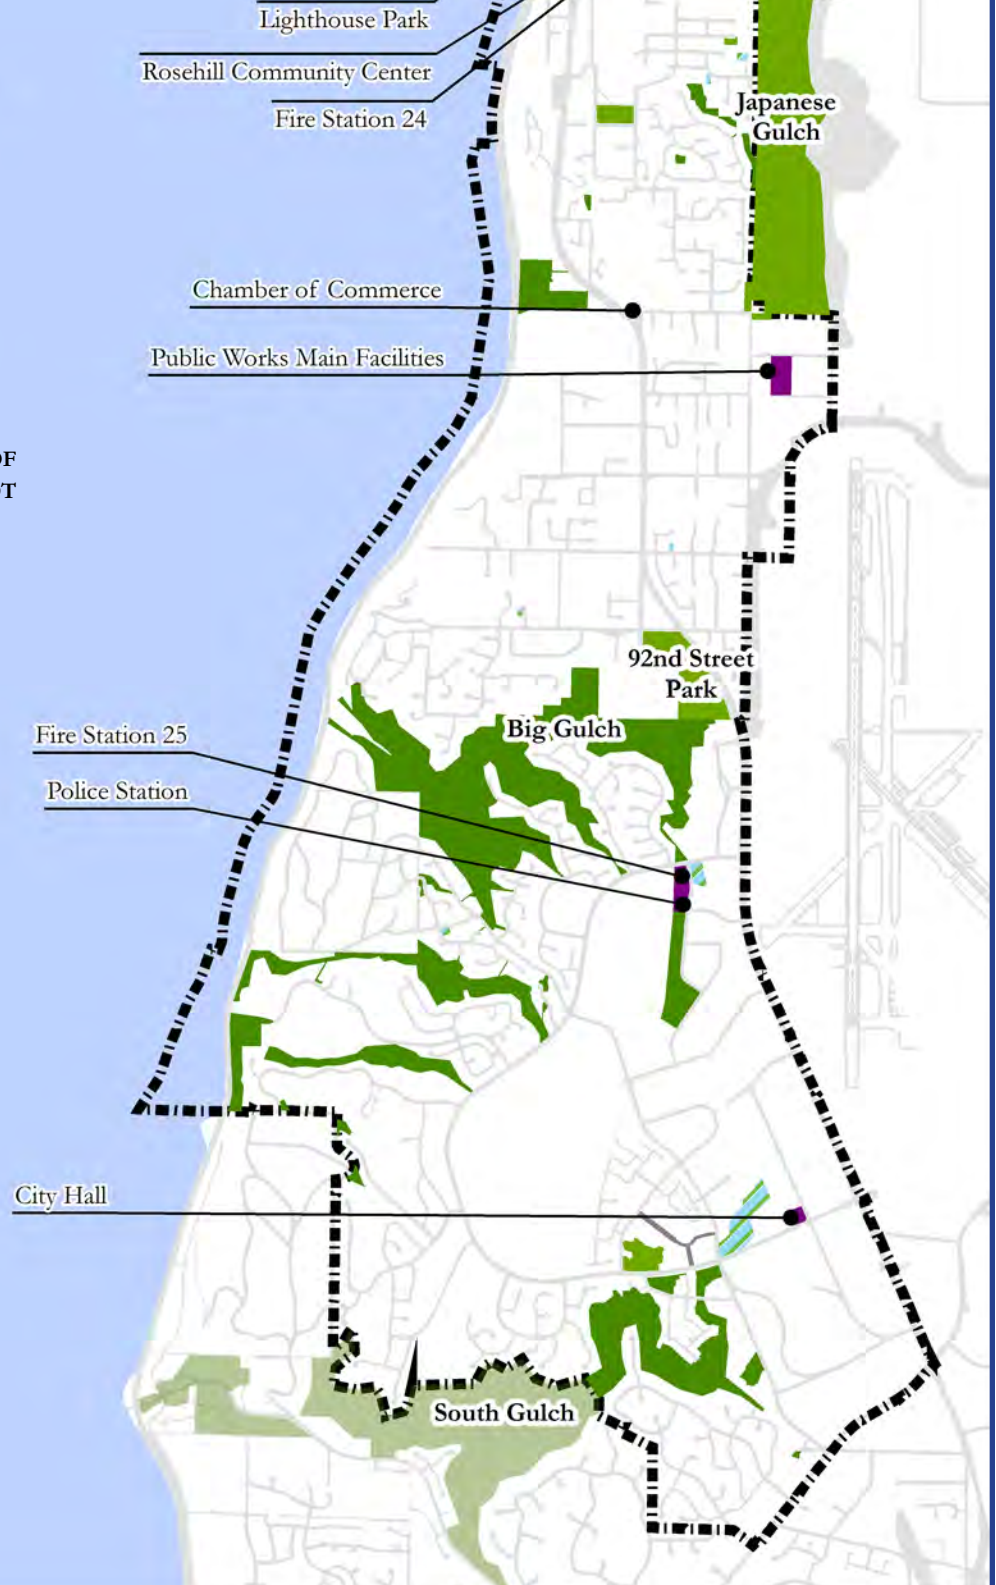 Lighthouse Park
Rosehill Community Center
Fire Station 24
Japanese
Gulch
Chamber of Commerce
Public Works Main Facilities
OF
92nd Street
Park
Big Gulch
Fire Station 25
Police Station
City Hall
South Gulch